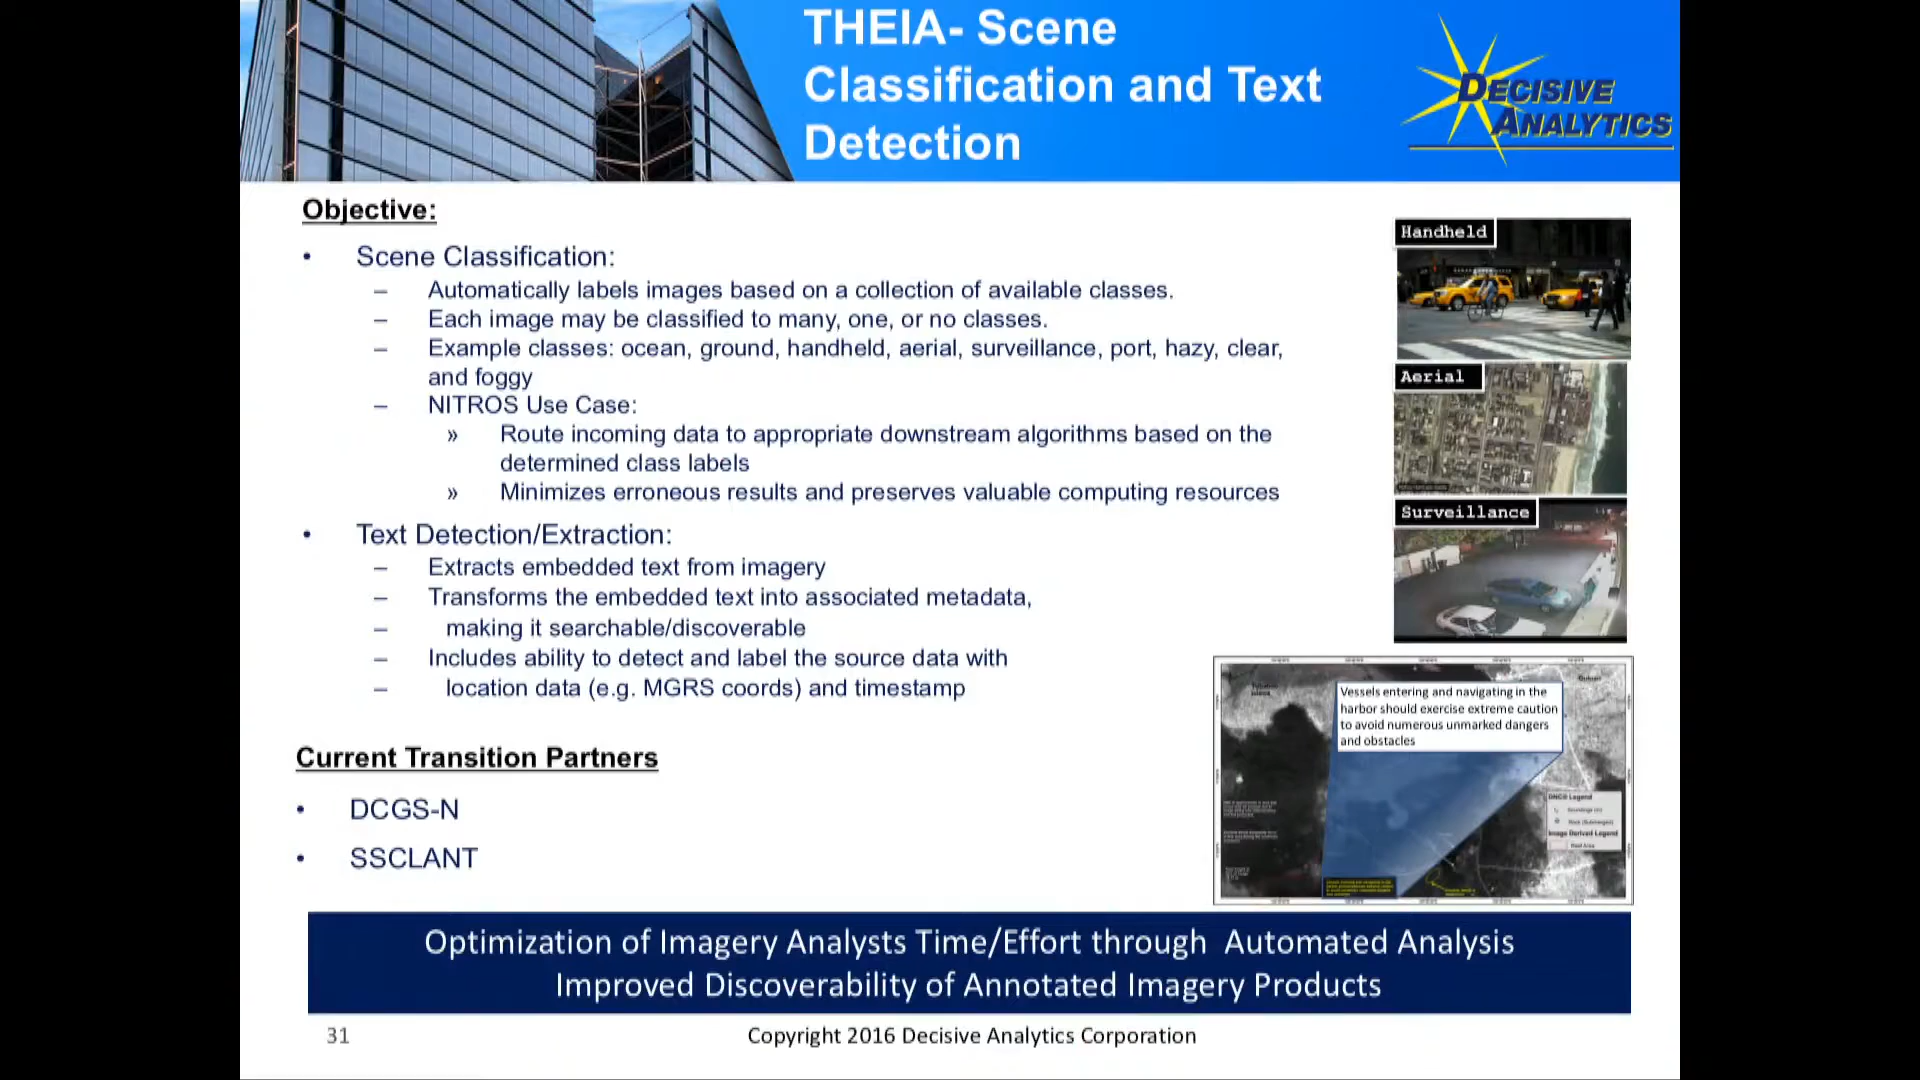 THEIA- Scene
Classification and Text
Detection
DECISIVE
ANALYTICS
Objective:
• Scene Classification:
– Automatically labels images based on a collection of available classes.
– Each image may be classified to many, one, or no classes.
– Example classes: ocean, ground, handheld, aerial, surveillance, port, hazy, clear,
and foggy
– NITROS Use Case:
» Route incoming data to appropriate downstream algorithms based on the
determined class labels
» Minimizes erroneous results and preserves valuable computing resources
• Text Detection/Extraction:
– Extracts embedded text from imagery
– Transforms the embedded text into associated metadata,
– making it searchable/discoverable
– Includes ability to detect and label the source data with
– location data (e.g. MGRS coords) and timestamp
Current Transition Partners
• DCGS-N
• SSCLANT
Handheld
Aerial
Surveillance
Vessels entering and navigating in the
harbor should exercise extreme caution
to avoid numerous unmarked dangers
and obstacles
Legend
Image Derived Legend
Optimization of Imagery Analysts Time/Effort through Automated Analysis
Improved Discoverability of Annotated Imagery Products
31
Copyright 2016 Decisive Analytics Corporation